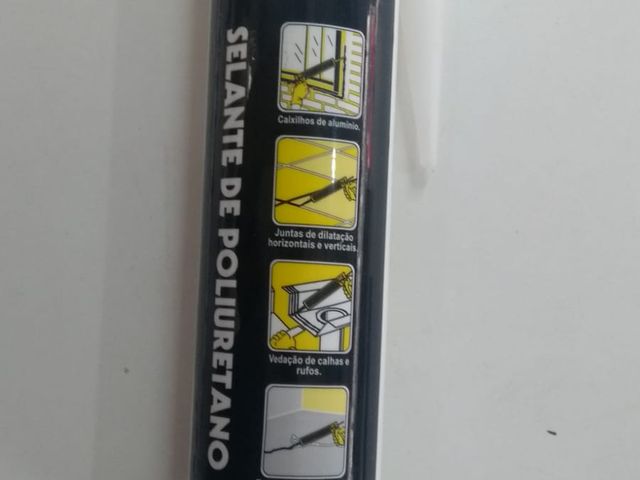 SELANTE DE POLIURETANO
Caixilhos de alumínio.
Juntas de dilatação
horizontais e verticais.
Vedação de calhas e
rufos.